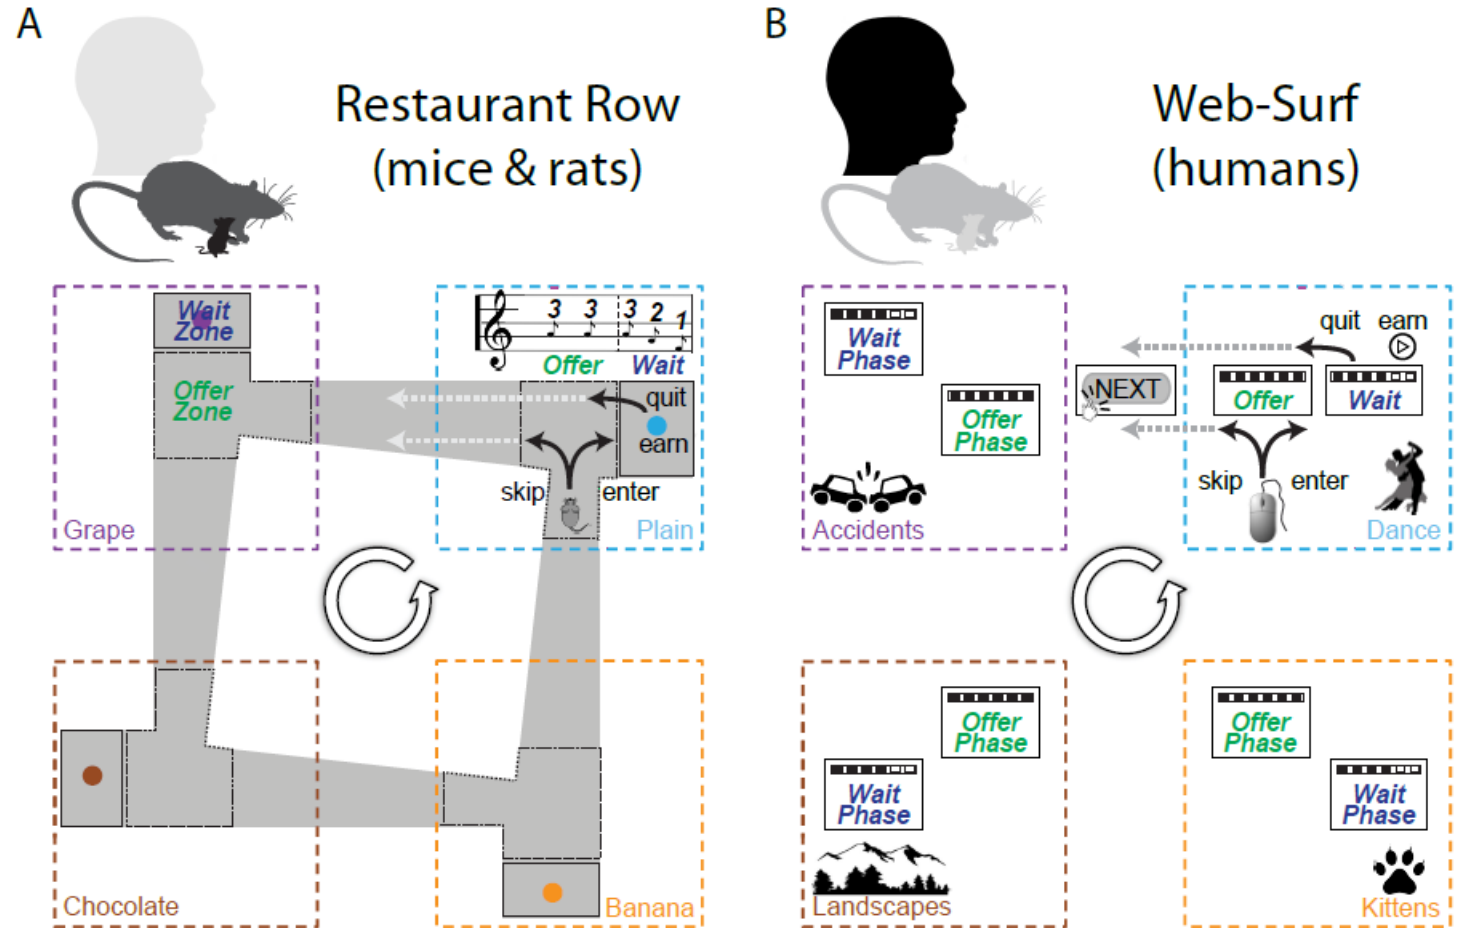 A
Restaurant Row
(mice & rats)
Wait
Zone
Offer
Zone
Grape
3 3 3 2 1
Offer Wait
quit
earn
skip enter
Plain
Chocolate
Banana
B
Web-Surf
(humans)
Wait
Phase
Offer
Phase
Accidents
quit earn
NEXT
Offer
Wait
skip enter
Dance
Offer
Phase
Wait
Phase
Landscapes
Offer
Phase
Wait
Phase
Kittens